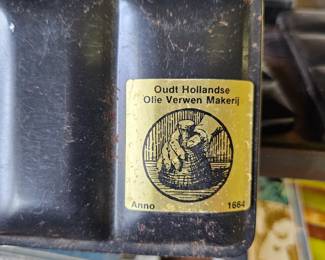 Oudt Hollandse
Olie Verwen Makerij
Anno 1664